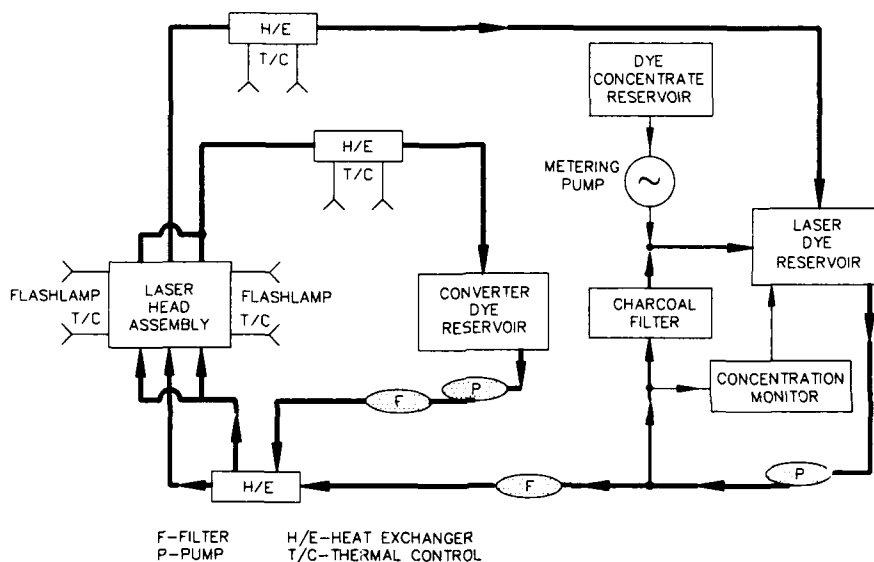 H/E
T/C
DYE
CONCENTRATE
RESERVOIR
H/E
T/C
METERING
PUMP
~
LASER
DYE
RESERVOIR
FLASHLAMP
T/C
LASER
HEAD
ASSEMBLY
FLASHLAMP
T/C
CONVERTER
DYE
RESERVOIR
CHARCOAL
FILTER
CONCENTRATION
MONITOR
P
F
H/E
F
P
F-FILTER H/E-HEAT EXCHANGER
P-PUMP T/C-THERMAL CONTROL